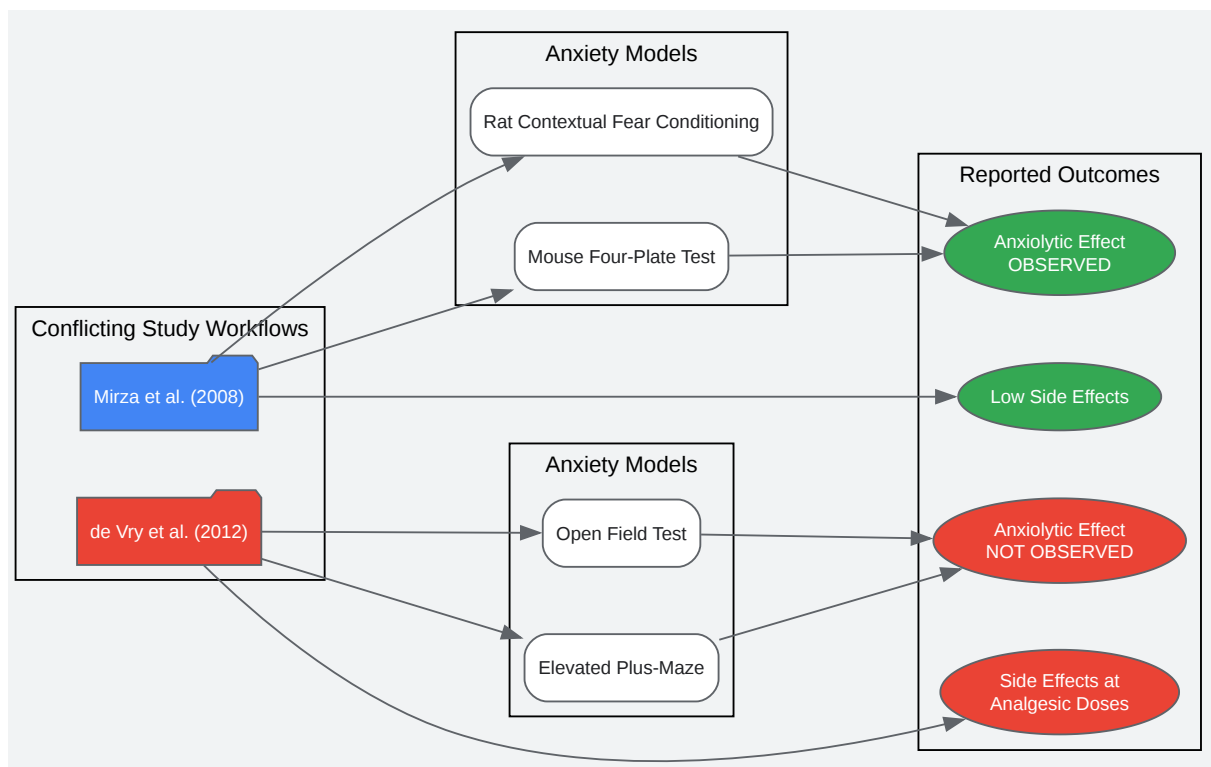 Anxiety Models
Rat Contextual Fear Conditioning
Mouse Four-Plate Test
Conflicting Study Workflows
Mirza et al. (2008)
de Vry et al. (2012)
Anxiety Models
Open Field Test
Elevated Plus-Maze
Reported Outcomes
Anxiolytic Effect
OBSERVED
Low Side Effects
Anxiolytic Effect
NOT OBSERVED
Side Effects at
Analgesic Doses